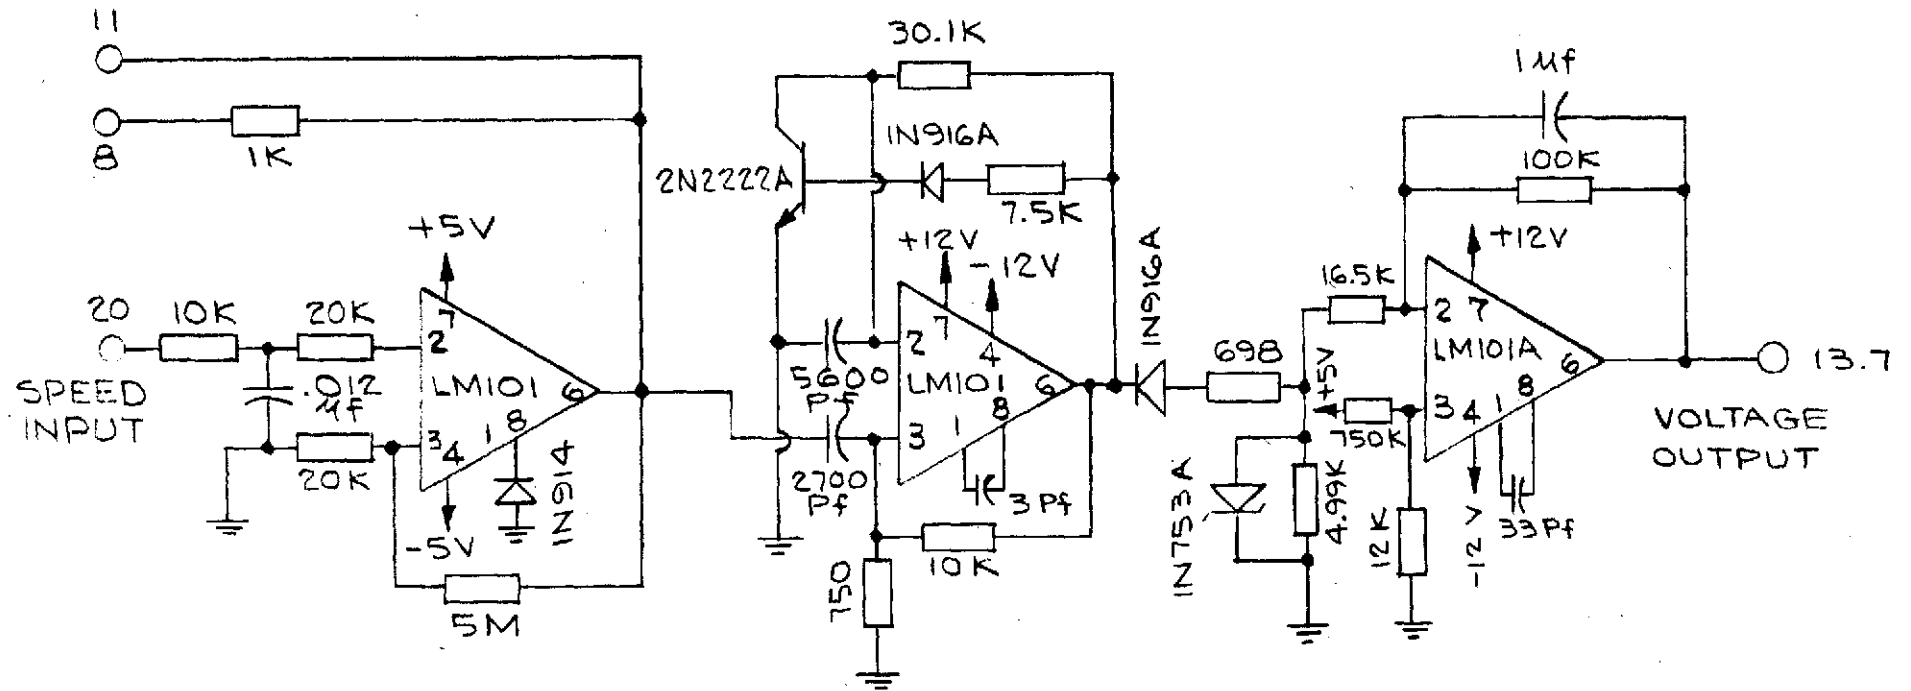 11
30.1K
1µf
8
1K
1N916A
100K
2N2222A
7.5K
+5V
+12V
-12V
1N916A
+12V
16.5K
20
10K
20K
7
2
LM101
6
3
4
1
8
.012
µf
SPEED
INPUT
20K
-5V
1N914
5M
5600
Pf
7
2
4
LM101
6
3
1
8
2700
Pf
3Pf
10K
750
698
+5V
750K
1N753A
4.99K
12K
2
7
LM101A
6
3
4
1
8
-12V
33Pf
13.7
VOLTAGE
OUTPUT